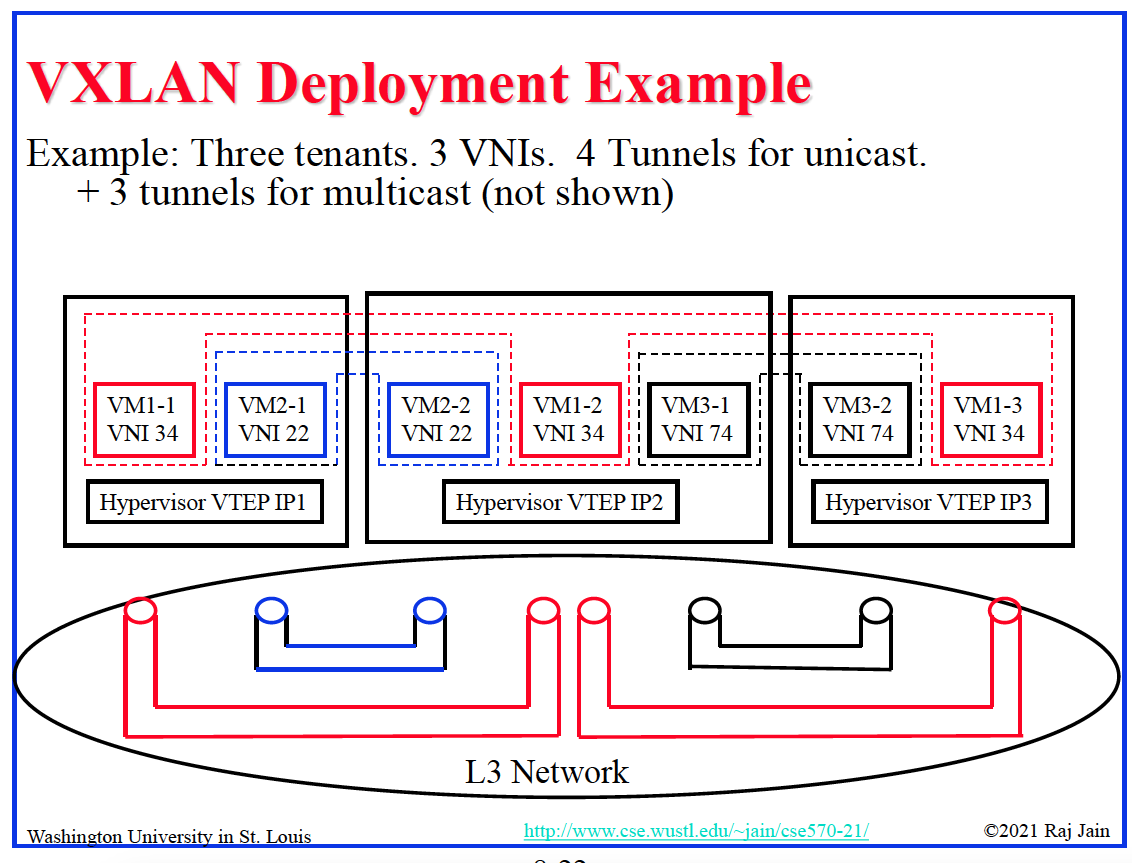 VXLAN Deployment Example
Example: Three tenants. 3 VNIs.  4 Tunnels for unicast.
+ 3 tunnels for multicast (not shown)
VM1-1
VNI 34
VM2-1
VNI 22
VM2-2
VNI 22
VM1-2
VNI 34
VM3-1
VNI 74
VM3-2
VNI 74
VM1-3
VNI 34
Hypervisor VTEP IP1
Hypervisor VTEP IP2
Hypervisor VTEP IP3
L3 Network
Washington University in St. Louis
http://www.cse.wustl.edu/~jain/cse570-21/
©2021 Raj Jain